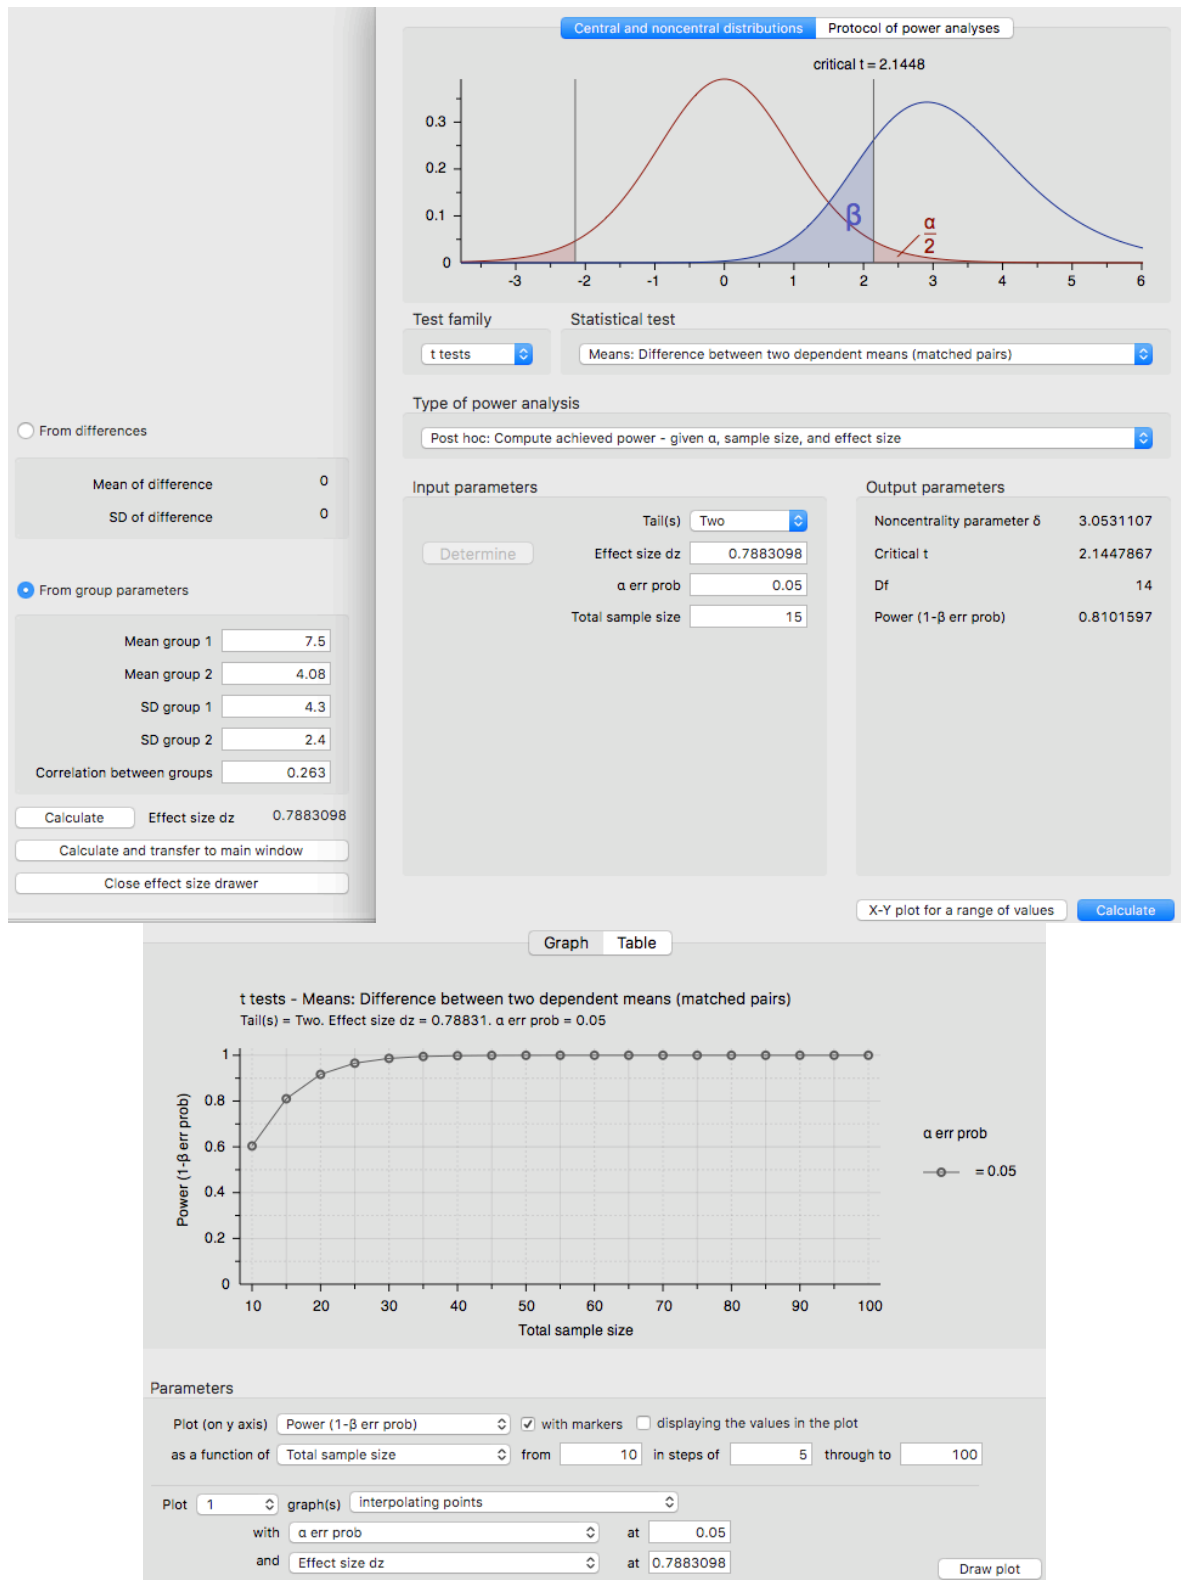 Central and noncentral distributions Protocol of power analyses
critical t = 2.1448
0.3
0.2
0.1
0
β
α
2
-3 -2 -1 0 1 2 3 4 5 6
Test family Statistical test
t tests Means: Difference between two dependent means (matched pairs)
Type of power analysis
Post hoc: Compute achieved power - given α, sample size, and effect size
From differences
Mean of difference 0
SD of difference 0
From group parameters
Mean group 1 7.5
Mean group 2 4.08
SD group 1 4.3
SD group 2 2.4
Correlation between groups 0.263
Calculate Effect size dz 0.7883098
Calculate and transfer to main window
Close effect size drawer
Input parameters
Tail(s) Two
Determine Effect size dz 0.7883098
α err prob 0.05
Total sample size 15
Output parameters
Noncentrality parameter δ 3.0531107
Critical t 2.1447867
Df 14
Power (1-β err prob) 0.8101597
X-Y plot for a range of values Calculate
Graph Table
t tests - Means: Difference between two dependent means (matched pairs)
Tail(s) = Two. Effect size dz = 0.78831. α err prob = 0.05
Power (1-β err prob)
1
0.8
0.6
0.4
0.2
0
10 20 30 40 50 60 70 80 90 100
Total sample size
α err prob
= 0.05
Parameters
Plot (on y axis) Power (1-β err prob) with markers displaying the values in the plot
as a function of Total sample size from 10 in steps of 5 through to 100
Plot 1 graph(s) interpolating points
with α err prob at 0.05
and Effect size dz at 0.7883098
Draw plot